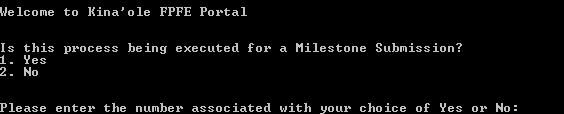 Welcome to Kina'ole FPFE Portal
Is this process being executed for a Milestone Submission?
1. Yes
2. No
Please enter the number associated with your choice of Yes or No: